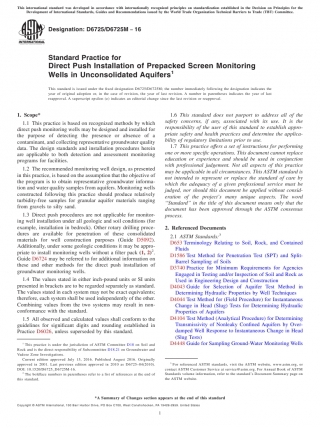 This international standard was developed in accordance with internationally recognized principles on standardization established in the Decision on Principles for the
Development of International Standards, Guides and Recommendations issued by the World Trade Organization Technical Barriers to Trade (TBT) Committee.
Designation: D6725/D6725M − 16
Standard Practice for
Direct Push Installation of Prepacked Screen Monitoring
Wells in Unconsolidated Aquifers1
This standard is issued under the fixed designation D6725/D6725M; the number immediately following the designation indicates the
year of original adoption or, in the case of revision, the year of last revision. A number in parentheses indicates the year of last
reapproval. A superscript epsilon (ε) indicates an editorial change since the last revision or reapproval.
1. Scope*
1.1 This practice is based on recognized methods by which
direct push monitoring wells may be designed and installed for
the purpose of detecting the presence or absence of a
contaminant, and collecting representative groundwater quality
data. The design standards and installation procedures herein
are applicable to both detection and assessment monitoring
programs for facilities.
1.2 The recommended monitoring well design, as presented
in this practice, is based on the assumption that the objective of
the program is to obtain representative groundwater informa-
tion and water quality samples from aquifers. Monitoring wells
constructed following this practice should produce relatively
turbidity-free samples for granular aquifer materials ranging
from gravels to silty sand.
1.3 Direct push procedures are not applicable for monitor-
ing well installation under all geologic and soil conditions (for
example, installation in bedrock). Other rotary drilling proce-
dures are available for penetration of these consolidated
materials for well construction purposes (Guide D5092).
Additionally, under some geologic conditions it may be appro-
priate to install monitoring wells without a filter pack (1, 2).2
Guide D6724 may be referred to for additional information on
these and other methods for the direct push installation of
groundwater monitoring wells.
1.4 The values stated in either inch-pound units or SI units
presented in brackets are to be regarded separately as standard.
The values stated in each system may not be exact equivalents;
therefore, each system shall be used independently of the other.
Combining values from the two systems may result in non-
conformance with the standard.
1.5 All observed and calculated values shall conform to the
guidelines for significant digits and rounding established in
Practice D6026, unless superseded by this standard.
1 This practice is under the jurisdiction of ASTM Committee D18 on Soil and
Rock and is the direct responsibility of Subcommittee D18.21 on Groundwater and
Vadose Zone Investigations.
Current edition approved July 15, 2016. Published August 2016. Originally
approved in 2001. Last previous edition approved in 2010 as
DOI: 10.1520/
2 The boldface numbers in parentheses refer to a list of references at the end of
this standard.
1.6 This standard does not purport to address all of the
safety concerns, if any, associated with its use. It is the
responsibility of the user of this standard to establish appro-
priate safety and health practices and determine the applica-
bility of regulatory limitations prior to use.
1.7 This practice offers a set of instructions for performing
one or more specific operations. This document cannot replace
education or experience and should be used in conjunction
with professional judgement. Not all aspects of this practice
may be applicable in all circumstances. This ASTM standard is
not intended to represent or replace the standard of care by
which the adequacy of a given professional service must be
judged, nor should this document be applied without consid-
eration of the project's many unique aspects. The word
"Standard" in the title of this document means only that the
document has been approved through the ASTM consensus
process.
2. Referenced Documents
2.1 ASTM Standards:3
D653 Terminology Relating to Soil, Rock, and Contained
Fluids
D1586 Test Method for Penetration Test (SPT) and Split-
Barrel Sampling of Soils
D3740 Practice for Minimum Requirements for Agencies
Engaged in Testing and/or Inspection of Soil and Rock as
Used in Engineering Design and Construction
D4043 Guide for Selection of Aquifer Test Method in
Determining Hydraulic Properties by Well Techniques
D4044 Test Method for (Field Procedure) for Instantaneous
Change in Head (Slug) Tests for Determining Hydraulic
Properties of Aquifers
D4104 Test Method (Analytical Procedure) for Determining
Transmissivity of Nonleaky Confined Aquifers by Over-
damped Well Response to Instantaneous Change in Head
(Slug Tests)
D4448 Guide for Sampling Ground-Water Monitoring Wells
3 For referenced ASTM standards, visit the ASTM website, www.astm.org, or
contact ASTM Customer Service at service@astm.org. For Annual Book of ASTM
Standards volume information, refer to the standard's Document Summary page on
the ASTM website.
*A Summary of Changes section appears at the end of this standard
Copyright © ASTM International, 100 Barr Harbor Drive, PO Box C700, West Conshohocken, PA 19428-2959. United States
1